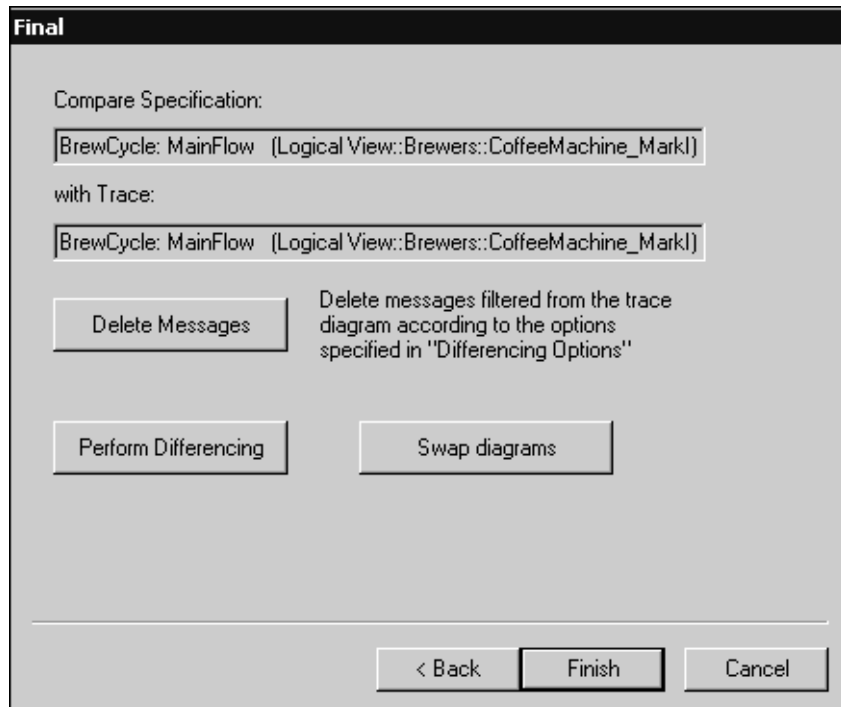 Final
Compare Specification:
BrewCycle: MainFlow (Logical View::Brewers::CoffeeMachine_MarkI)
with Trace:
BrewCycle: MainFlow (Logical View::Brewers::CoffeeMachine_MarkI)
Delete Messages
Delete messages filtered from the trace
diagram according to the options
specified in "Differencing Options"
Perform Differencing
Swap diagrams
< Back
Finish
Cancel